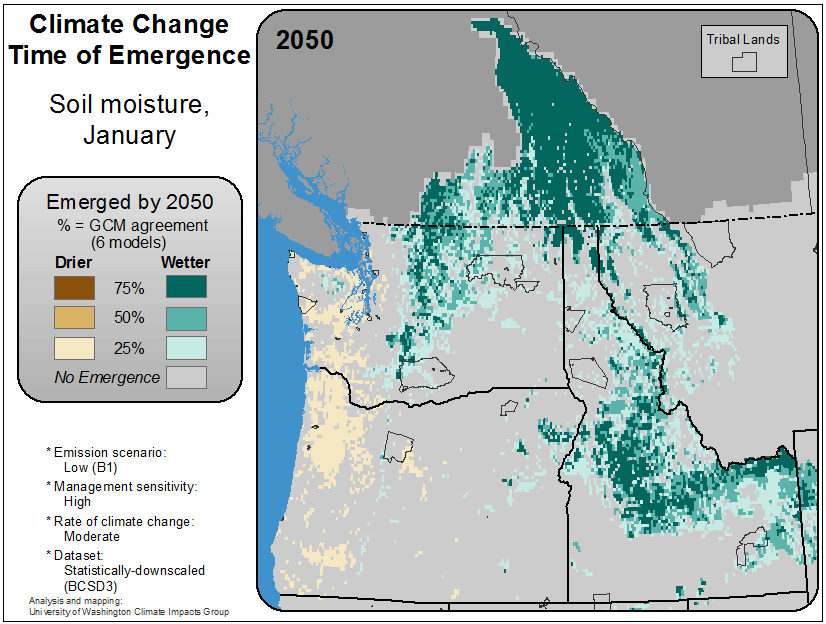 Climate Change
Time of Emergence
Soil moisture,
January
Emerged by 2050
% = GCM agreement
(6 models)
Drier Wetter
75%
50%
25%
No Emergence
* Emission scenario:
Low (B1)
* Management sensitivity:
High
* Rate of climate change:
Moderate
* Dataset:
Statistically-downscaled
(BCSD3)
Analysis and mapping:
University of Washington Climate Impacts Group
2050
Tribal Lands